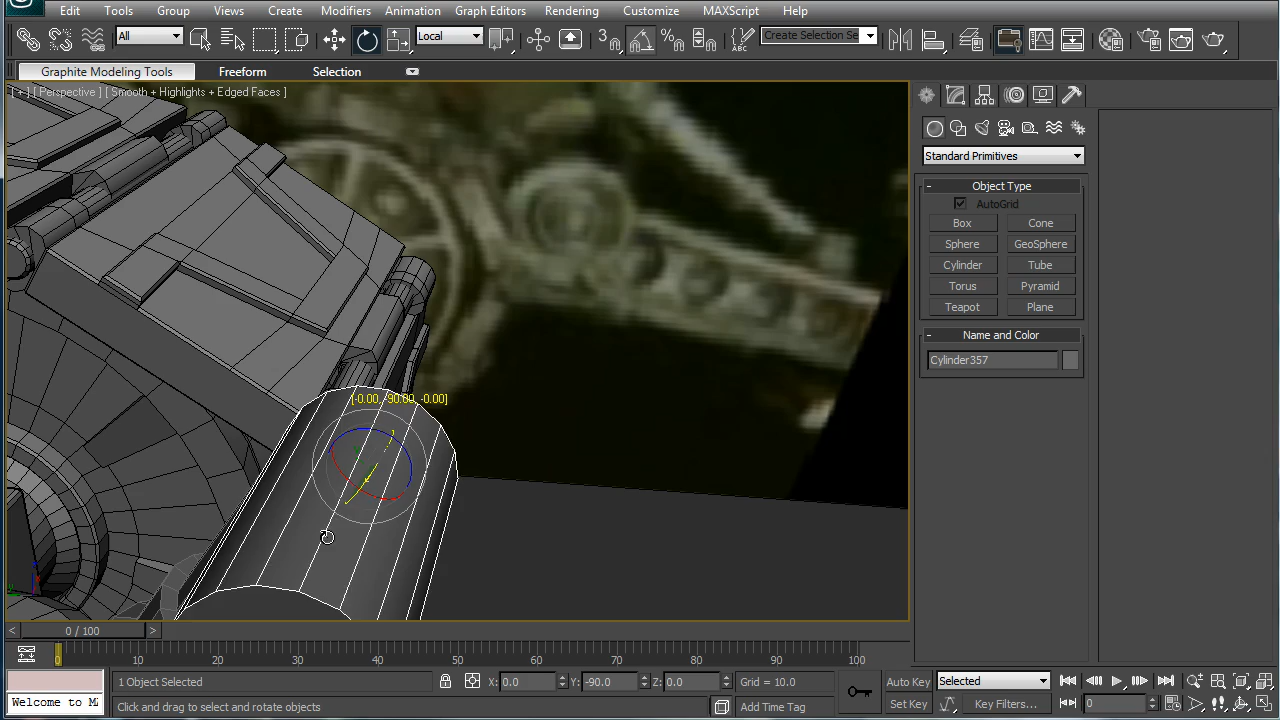 Edit Tools Group Views Create Modifiers Animation Graph Editors Rendering Customize MAXScript Help
All Local 3 Create Selection Se
Graphite Modeling Tools Freeform Selection
[ + ] [ Perspective ] [ Smooth + Highlights + Edged Faces ]
Standard Primitives
- Object Type
AutoGrid
Box Cone
Sphere GeoSphere
Cylinder Tube
Torus Pyramid
Teapot Plane
- Name and Color
Cylinder357
[-0.00, -90.00, -0.00]
< 0 / 100 >
0 10 20 30 40 50 60 70 80 90 100
1 Object Selected X: 0.0 Y: -90.0 Z: 0.0 Grid = 10.0 Auto Key Selected
Welcome to M Click and drag to select and rotate objects Add Time Tag Set Key Key Filters... 0